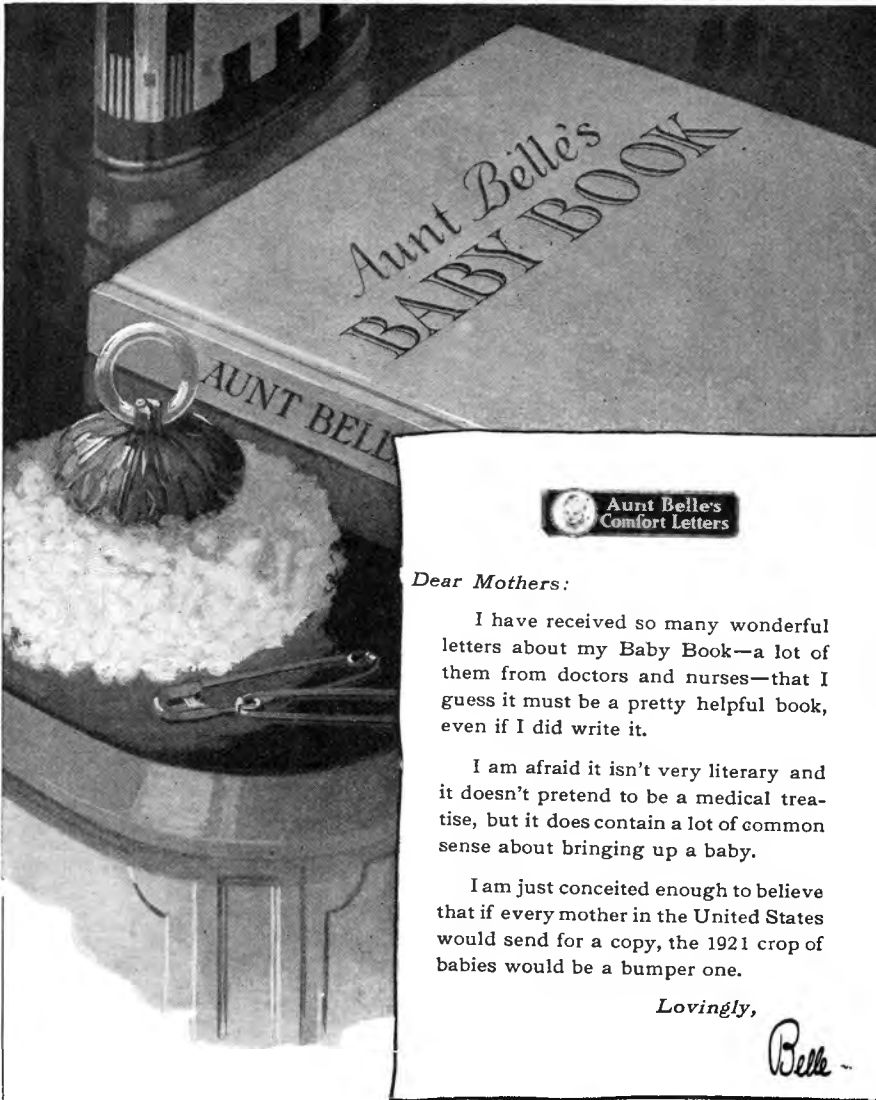 Aunt Belle's
BABY BOOK
AUNT BELL
Aunt Belle's
Comfort Letters
Dear Mothers:
I have received so many wonderful
letters about my Baby Book—a lot of
them from doctors and nurses—that I
guess it must be a pretty helpful book,
even if I did write it.
I am afraid it isn't very literary and
it doesn't pretend to be a medical trea-
tise, but it does contain a lot of common
sense about bringing up a baby.
I am just conceited enough to believe
that if every mother in the United States
would send for a copy, the 1921 crop of
babies would be a bumper one.
Lovingly,
Belle